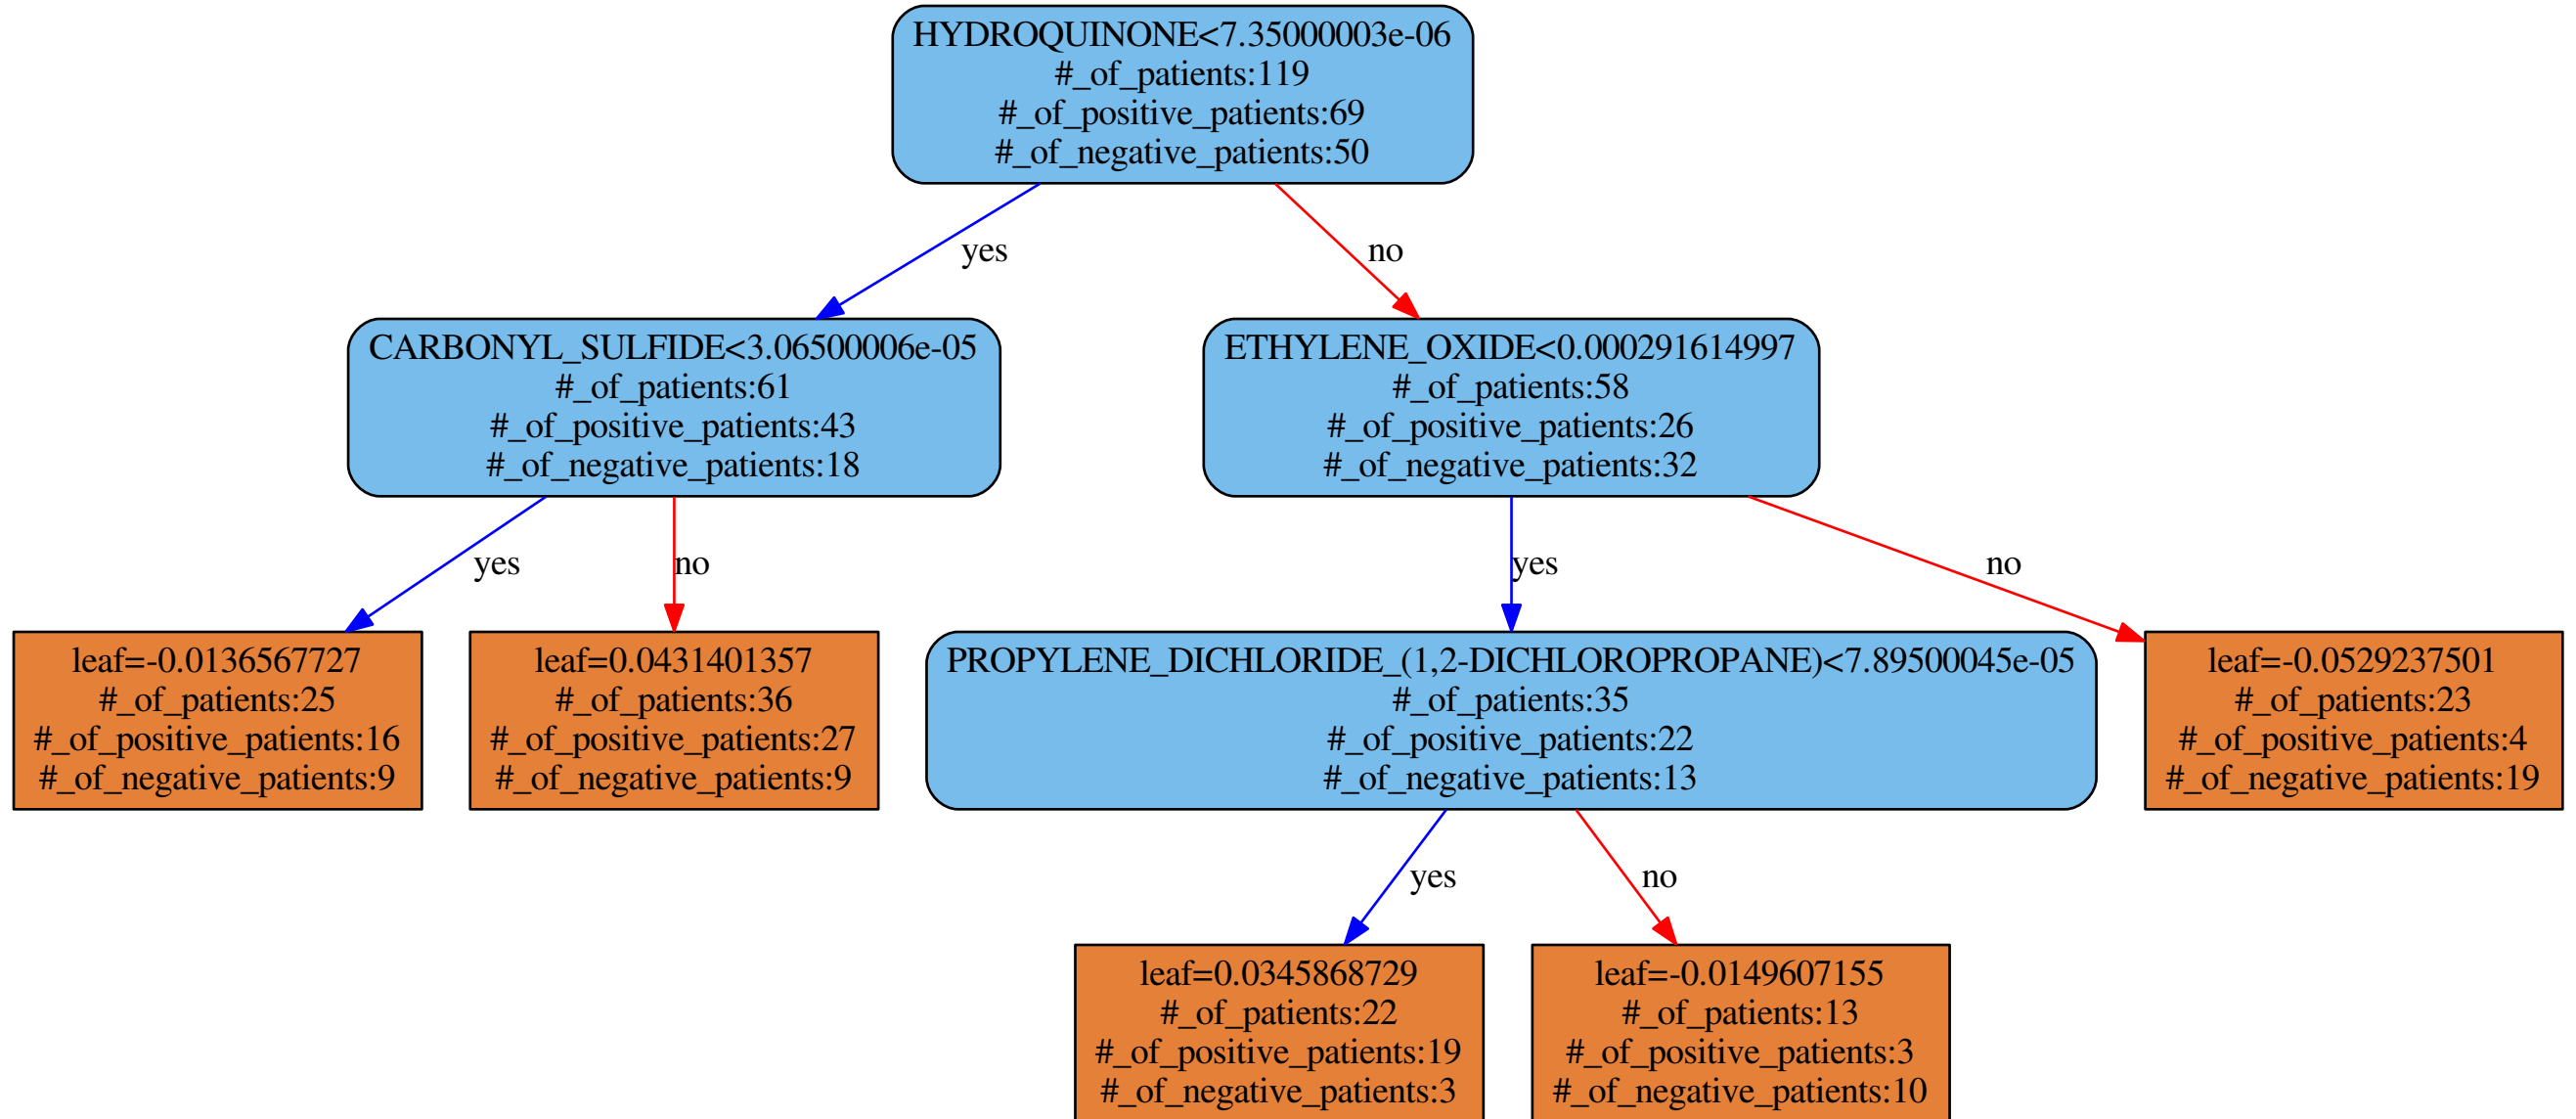 HYDROQUINONE<7.35000003e-06
#_of_patients:119
#_of_positive_patients:69
#_of_negative_patients:50
yes
no
CARBONYL_SULFIDE<3.06500006e-05
#_of_patients:61
#_of_positive_patients:43
#_of_negative_patients:18
ETHYLENE_OXIDE<0.000291614997
#_of_patients:58
#_of_positive_patients:26
#_of_negative_patients:32
yes
no
yes
no
leaf=-0.0136567727
#_of_patients:25
#_of_positive_patients:16
#_of_negative_patients:9
leaf=0.0431401357
#_of_patients:36
#_of_positive_patients:27
#_of_negative_patients:9
PROPYLENE_DICHLORIDE_(1,2-DICHLOROPROPANE)<7.89500045e-05
#_of_patients:35
#_of_positive_patients:22
#_of_negative_patients:13
leaf=-0.0529237501
#_of_patients:23
#_of_positive_patients:4
#_of_negative_patients:19
yes
no
leaf=0.0345868729
#_of_patients:22
#_of_positive_patients:19
#_of_negative_patients:3
leaf=-0.0149607155
#_of_patients:13
#_of_positive_patients:3
#_of_negative_patients:10